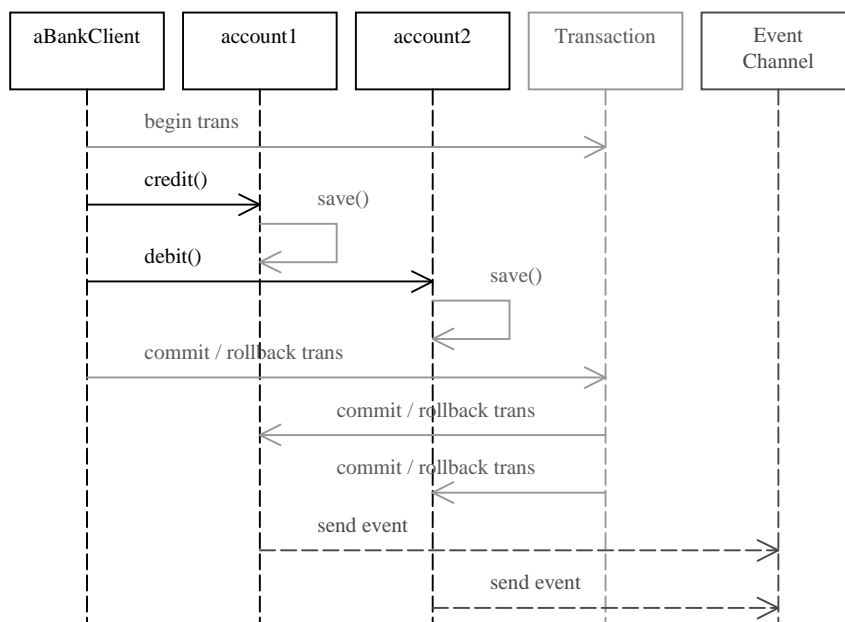 aBankClient
account1
account2
Transaction
Event
Channel
begin trans
credit()
save()
debit()
save()
commit / rollback trans
commit / rollback trans
commit / rollback trans
send event
send event